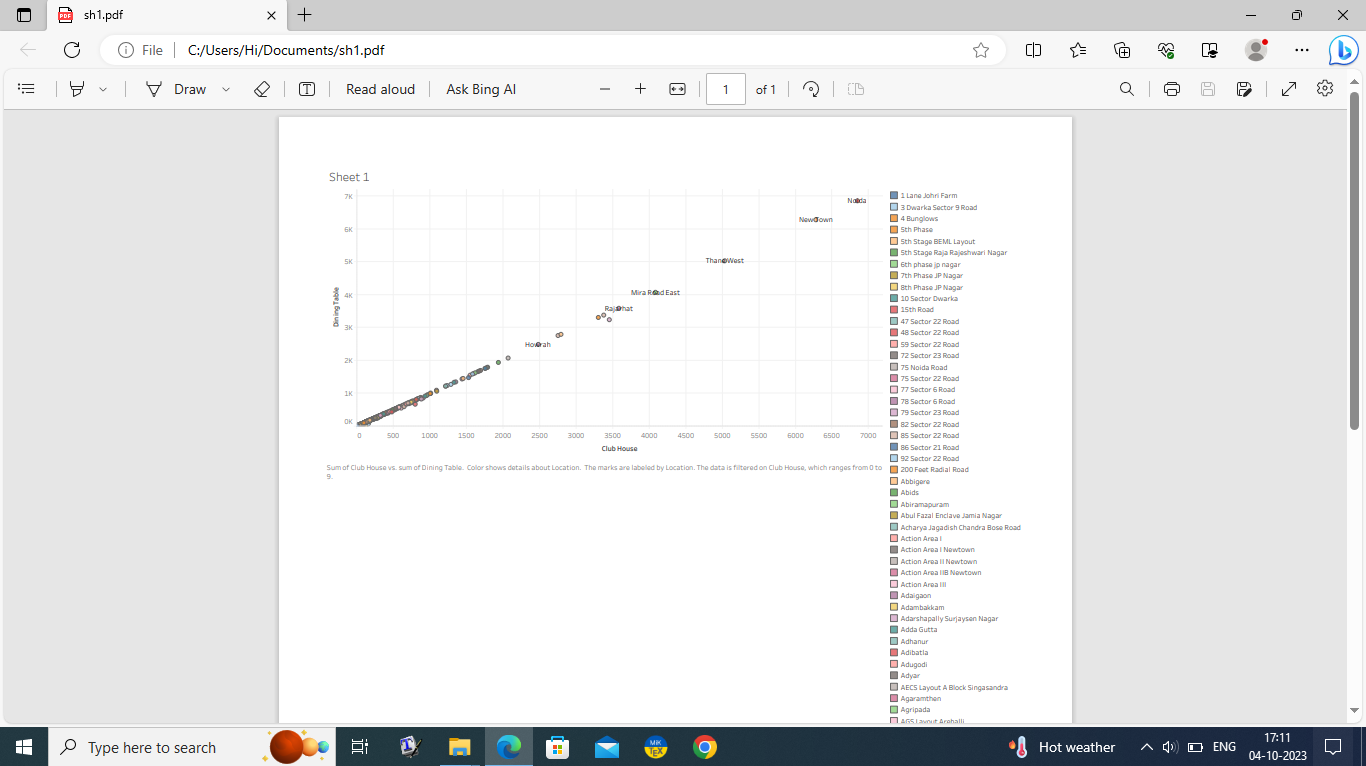 sh1.pdf
File
C:/Users/Hi/Documents/sh1.pdf
Draw
Read aloud
Ask Bing AI
1
of 1
Sheet 1
7K
6K
5K
4K
3K
2K
1K
0K
Dining Table
Noida
NewTown
Thane West
Mira Road East
Rajarhat
Howrah
0 500 1000 1500 2000 2500 3000 3500 4000 4500 5000 5500 6000 6500 7000
Club House
Sum of Club House vs. sum of Dining Table. Color shows details about Location. The marks are labeled by Location. The data is filtered on Club House, which ranges from 0 to
9.
1 Lane Johri Farm
3 Dwarka Sector 9 Road
4 Bunglows
5th Phase
5th Stage BEML Layout
5th Stage Raja Rajeshwari Nagar
6th phase jp nagar
7th Phase JP Nagar
8th Phase JP Nagar
10 Sector Dwarka
15th Road
47 Sector 22 Road
48 Sector 22 Road
59 Sector 22 Road
72 Sector 23 Road
75 Noida Road
75 Sector 22 Road
77 Sector 6 Road
78 Sector 6 Road
79 Sector 23 Road
82 Sector 22 Road
85 Sector 22 Road
86 Sector 21 Road
92 Sector 22 Road
200 Feet Radial Road
Abbigere
Abids
Abiramapuram
Abul Fazal Enclave Jamia Nagar
Acharya Jagadish Chandra Bose Road
Action Area I
Action Area I Newtown
Action Area II Newtown
Action Area IIB Newtown
Action Area III
Adaigaon
Adambakkam
Adarshapally Surjaysen Nagar
Adda Gutta
Adhanur
Adibatla
Adugodi
Adyar
AECS Layout A Block Singasandra
Agaramthen
Agripada
AGS Layout Arehalli
Type here to search
MiK
TEX
Hot weather
ENG
17:11
04-10-2023